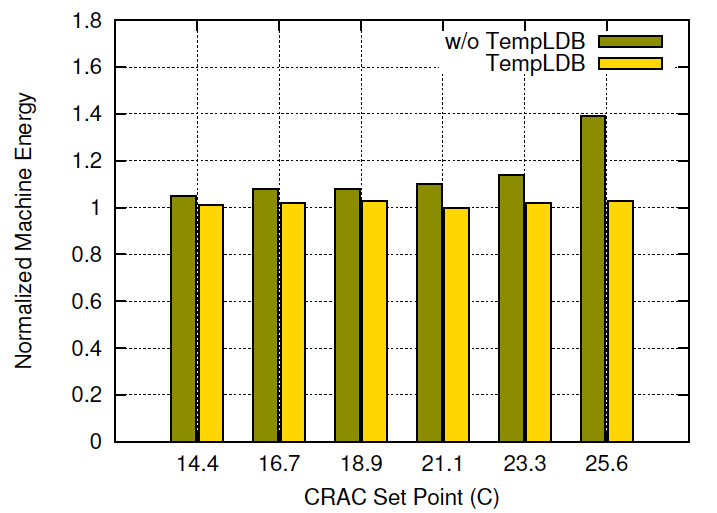 1.8
1.6
1.4
1.2
1
0.8
0.6
0.4
0.2
0
Normalized Machine Energy
w/o TempLDB
TempLDB
14.4 16.7 18.9 21.1 23.3 25.6
CRAC Set Point (C)